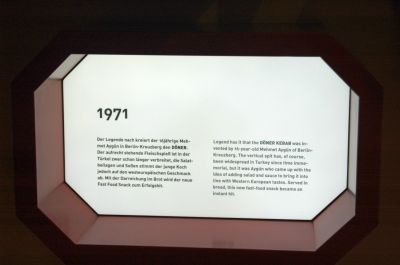 1971
Der Legende nach kreiert der 16jährige Meh-
met Aygün in Berlin-Kreuzberg den DÖNER.
Der aufrecht stehende Fleischspieß ist in der
Türkei zwar schon länger verbreitet, die Salat-
beilagen und Soßen stimmt der junge Koch
jedoch auf den westeuropäischen Geschmack
ab. Mit der Darreichung im Brot wird der neue
Fast Food Snack zum Erfolgshit.
Legend has it that the DÖNER KEBAB was in-
vented by 16-year-old Mehmet Aygün of Berlin-
Kreuzberg. The vertical spit has, of course,
been widespread in Turkey since time imme-
morial, but it was Aygün who came up with the
idea of adding salad and sauce to bring it into
line with Western European tastes. Served in
bread, this new fast-food snack became an
instant hit.